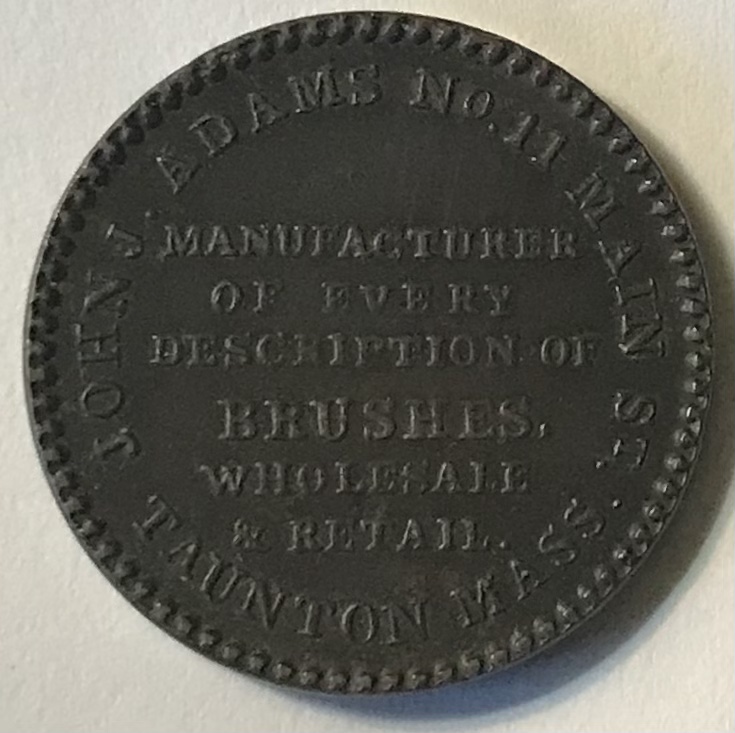 JOHN J. ADAMS No. 11 MAIN ST.
MANUFACTURER
OF EVERY
DESCRIPTION OF
BRUSHES.
WHOLESALE
& RETAIL.
TAUNTON MASS.